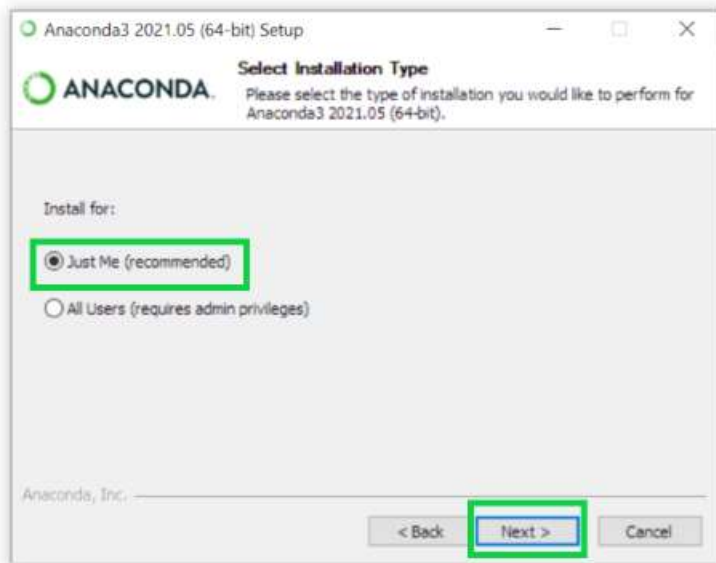 Anaconda3 2021.05 (64-bit) Setup
ANACONDA.
Select Installation Type
Please select the type of installation you would like to perform for
Anaconda3 2021.05 (64-bit).
Install for:
Just Me (recommended)
All Users (requires admin privileges)
Anaconda, Inc.
< Back
Next >
Cancel